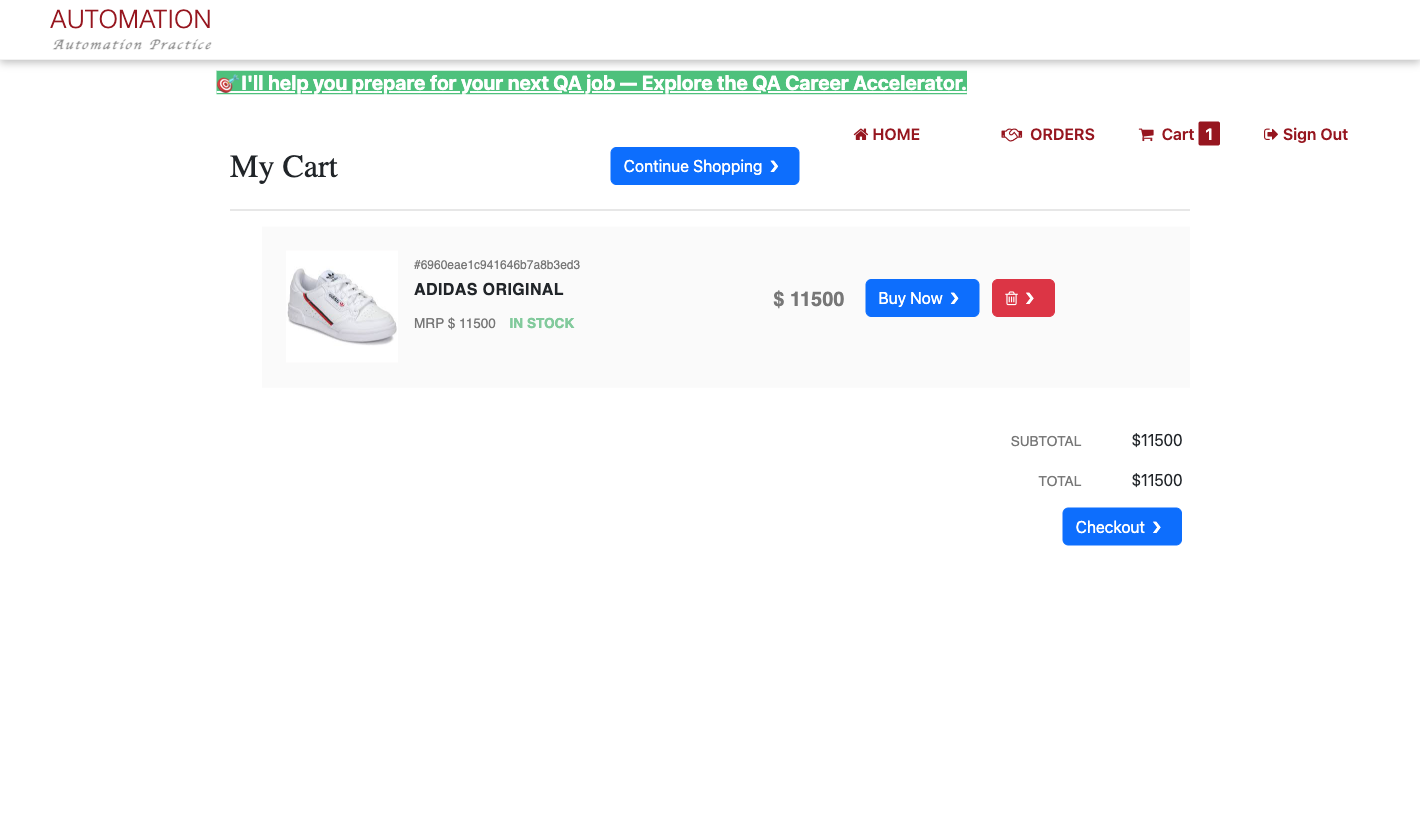 AUTOMATION
Automation Practice
🎯 I'll help you prepare for your next QA job — Explore the QA Career Accelerator.
HOME ORDERS Cart 1 Sign Out
My Cart Continue Shopping ❯
#6960eae1c941646b7a8b3ed3
ADIDAS ORIGINAL
MRP $ 11500 IN STOCK
$ 11500 Buy Now ❯ ❯
SUBTOTAL $11500
TOTAL $11500
Checkout ❯